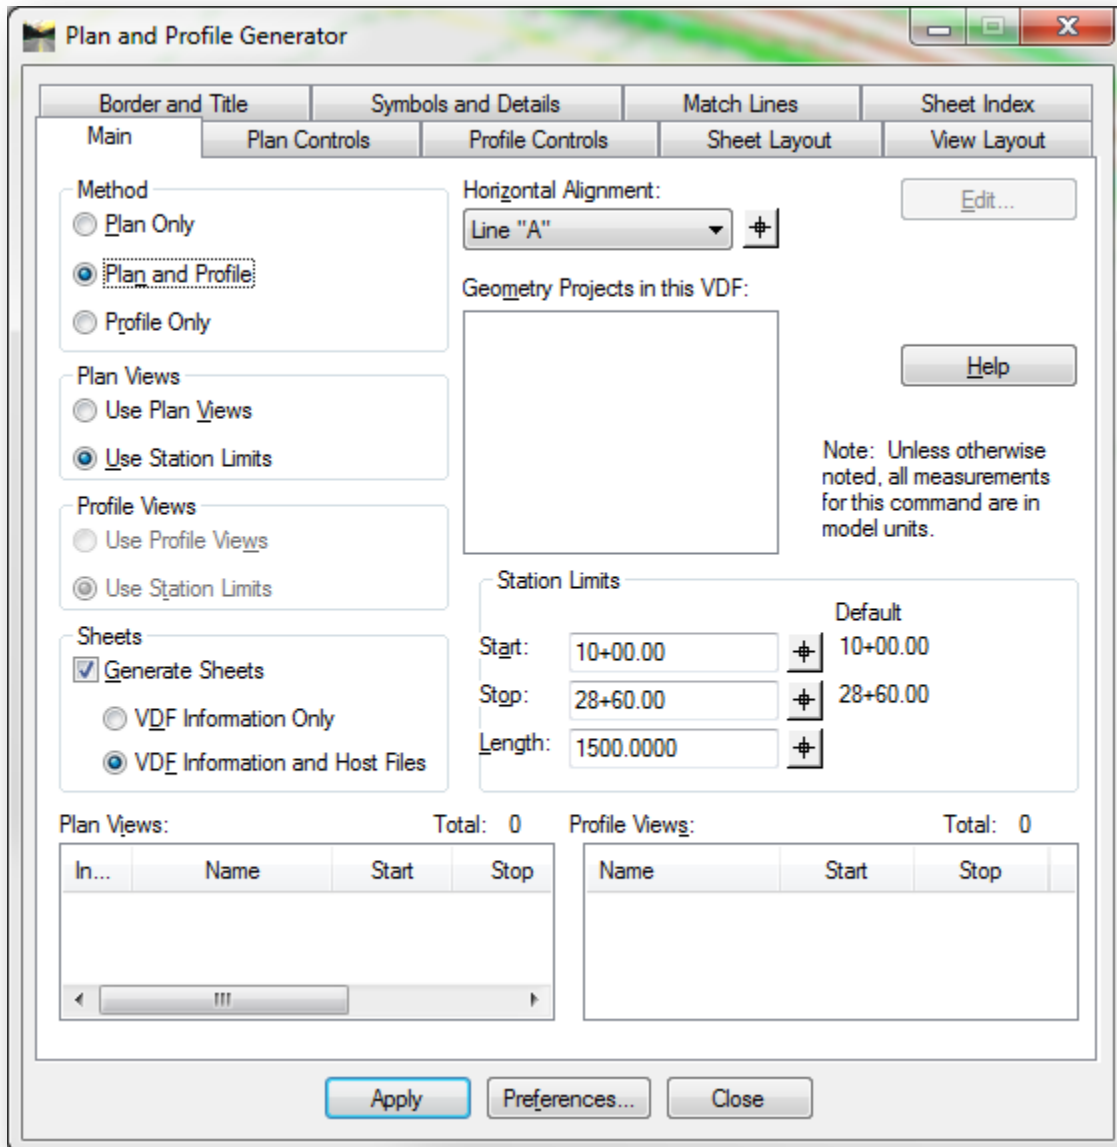 Plan and Profile Generator
Border and Title Symbols and Details Match Lines Sheet Index
Main Plan Controls Profile Controls Sheet Layout View Layout
Method
Plan Only
Plan and Profile
Profile Only
Horizontal Alignment:
Line "A"
Edit...
Geometry Projects in this VDF:
Help
Note: Unless otherwise
noted, all measurements
for this command are in
model units.
Plan Views
Use Plan Views
Use Station Limits
Profile Views
Use Profile Views
Use Station Limits
Sheets
Generate Sheets
VDF Information Only
VDF Information and Host Files
Station Limits
Default
Start: 10+00.00 10+00.00
Stop: 28+60.00 28+60.00
Length: 1500.0000
Plan Views: Total: 0
In... Name Start Stop
Profile Views: Total: 0
Name Start Stop
Apply Preferences... Close